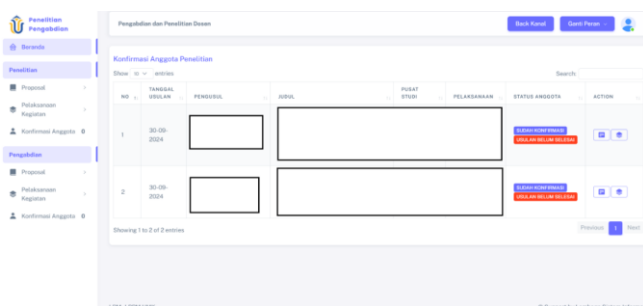 Penelitian
Pengabdian
Pengabdian dan Penelitian Dosen
Back Kanal
Ganti Peran
Beranda
Penelitian
Proposal
Pelaksanaan
Kegiatan
Konfirmasi Anggota 0
Pengabdian
Proposal
Pelaksanaan
Kegiatan
Konfirmasi Anggota 0
Konfirmasi Anggota Penelitian
Show 10 entries
Search:
NO
TANGGAL
USULAN
PENGUSUL
JUDUL
PUSAT
STUDI
PELAKSANAAN
STATUS ANGGOTA
ACTION
1
30-09-
2024
SUDAH KONFIRMASI
USULAN BELUM SELESAI
2
30-09-
2024
SUDAH KONFIRMASI
USULAN BELUM SELESAI
Showing 1 to 2 of 2 entries
Previous 1 Next